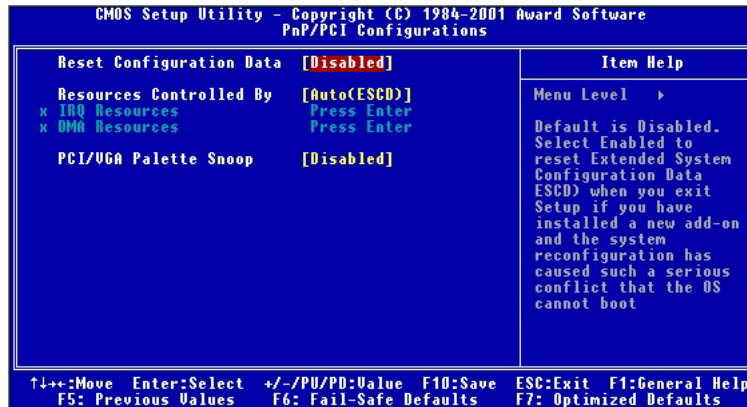 CMOS Setup Utility - Copyright (C) 1984-2001 Award Software
PnP/PCI Configurations
Reset Configuration Data [Disabled]
Resources Controlled By [Auto(ESCD)]
x IRQ Resources Press Enter
x DMA Resources Press Enter
PCI/VGA Palette Snoop [Disabled]
Item Help
Menu Level ▸
Default is Disabled.
Select Enabled to
reset Extended System
Configuration Data
ESCD) when you exit
Setup if you have
installed a new add-on
and the system
reconfiguration has
caused such a serious
conflict that the OS
cannot boot
↑↓→←:Move Enter:Select +/-/PU/PD:Value F10:Save ESC:Exit F1:General Help
F5: Previous Values F6: Fail-Safe Defaults F7: Optimized Defaults